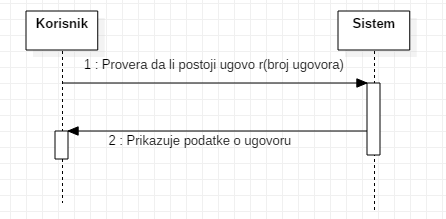 Korisnik
Sistem
1 : Provera da li postoji ugovo r(broj ugovora)
2 : Prikazuje podatke o ugovoru